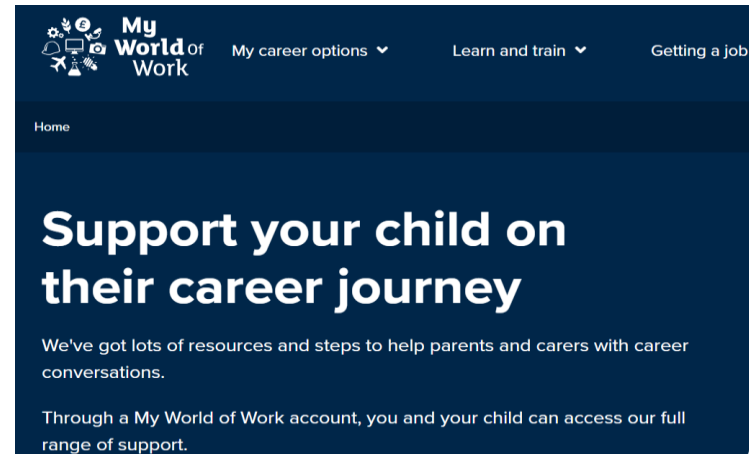 My
World Of
Work
My career options
Learn and train
Getting a job
Home
Support your child on
their career journey
We've got lots of resources and steps to help parents and carers with career
conversations.
Through a My World of Work account, you and your child can access our full
range of support.